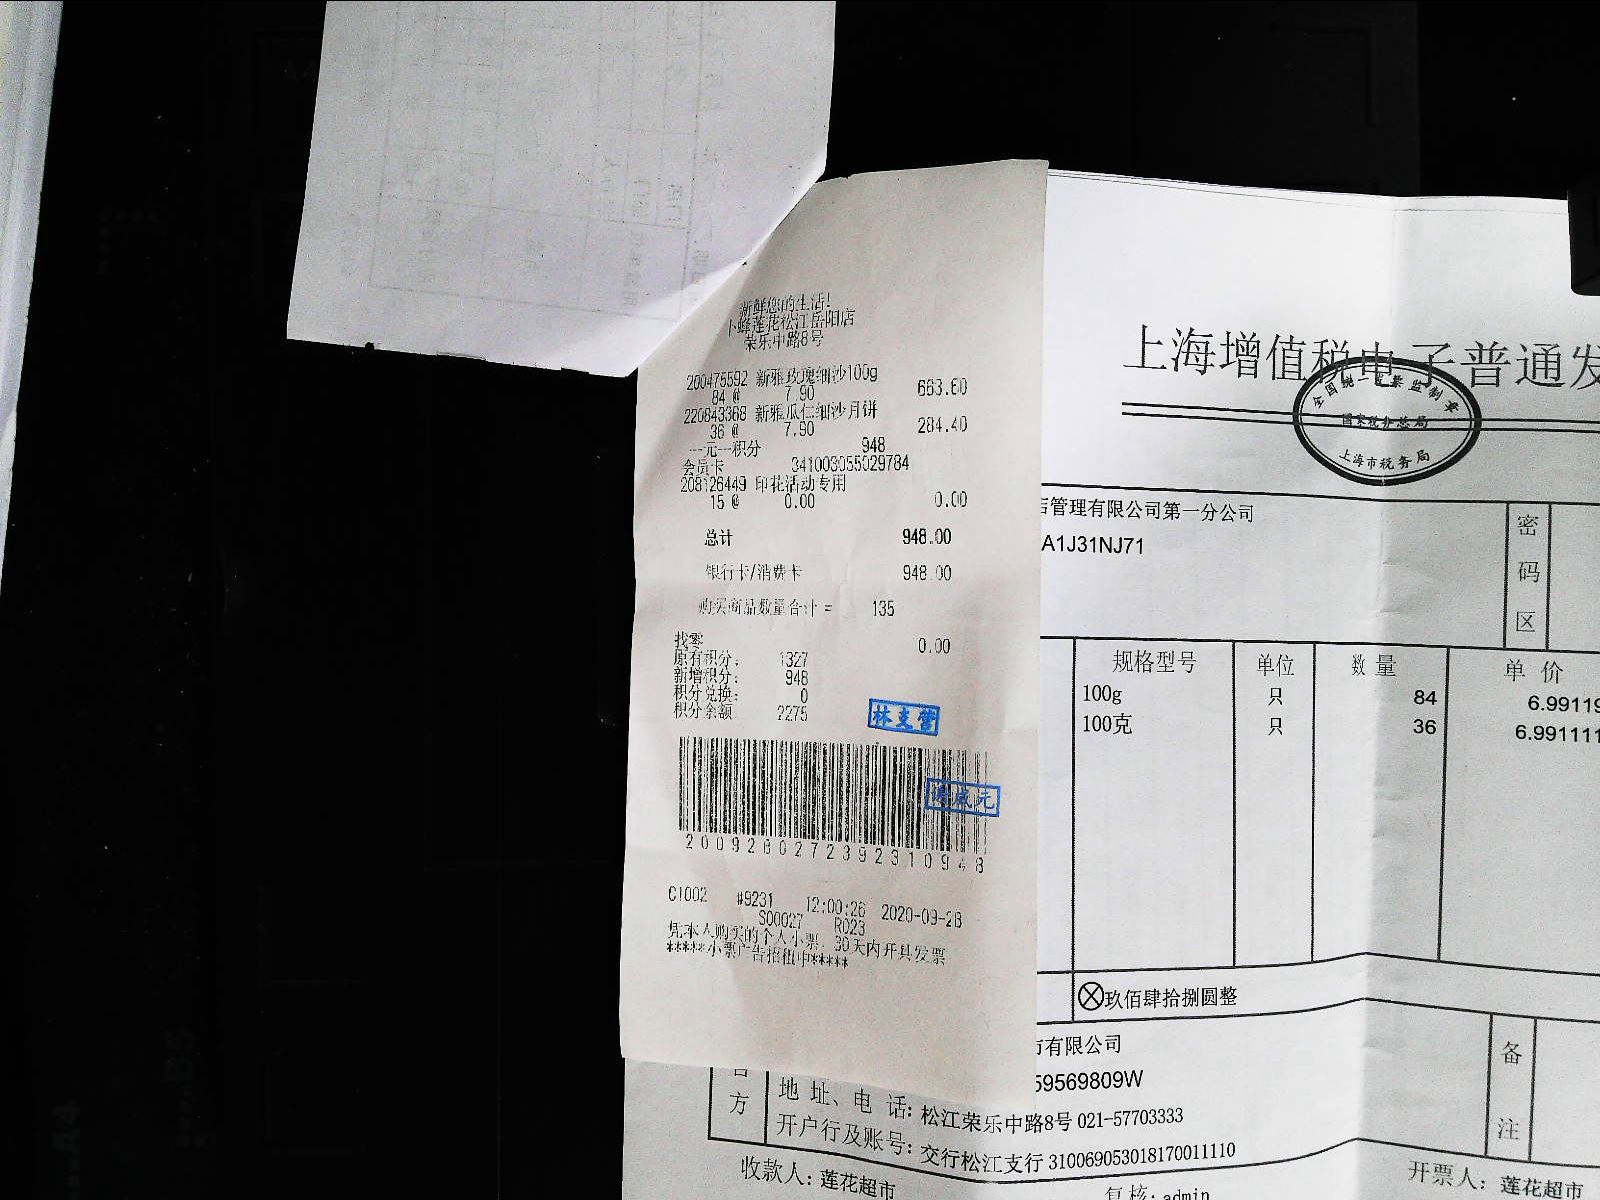 新鲜您的生活!
卜蜂莲花松江岳阳店
荣乐中路8号
200475592 新雅玫瑰细沙100g
84 @ 7.90 663.60
220843368 新雅瓜仁细沙月饼
36 @ 7.90 284.40
一元一积分 948
会员卡 341003055029784
208126449 印花活动专用
15 @ 0.00 0.00
总计 948.00
银行卡/消费卡 948.00
购买商品数量合计 = 135
找零 0.00
原有积分: 1327
新增积分: 948
积分兑换: 0
积分余额 2275
林支营
成元
2009280272392310948
C1002 #9231 12:00:26 2020-09-28
S00027 R023
凭本人购买的个人小票, 30天内开具发票
*****小票广告招租中*****
上海增值税电子普通发
全国统一发票监制章
国家税务总局
上海市税务局
管理有限公司第一分公司
A1J31NJ71
密码区
规格型号 单位 数量 单价
100g 只 84 6.99119
100克 只 36 6.991111
ⓧ玖佰肆拾捌圆整
有限公司
59569809W
方
地址、电话: 松江荣乐中路8号 021-57703333
开户行及账号: 交行松江支行 310069053018170011110
备注
收款人: 莲花超市
复核: admin
开票人: 莲花超市